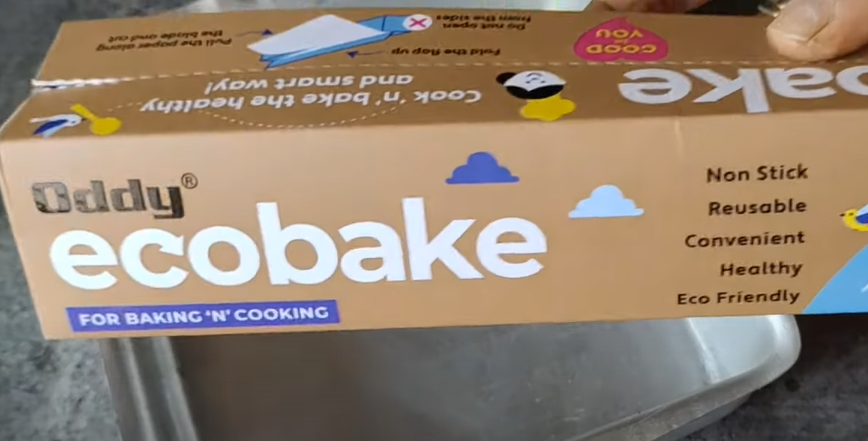 Pull the paper along
the blade and cut
Fold the flap up
Do not open
from the sides
GOOD
YOU
Cook 'n' bake the healthy
and smart way!
bake
Oddy®
ecobake
FOR BAKING 'N' COOKING
Non Stick
Reusable
Convenient
Healthy
Eco Friendly